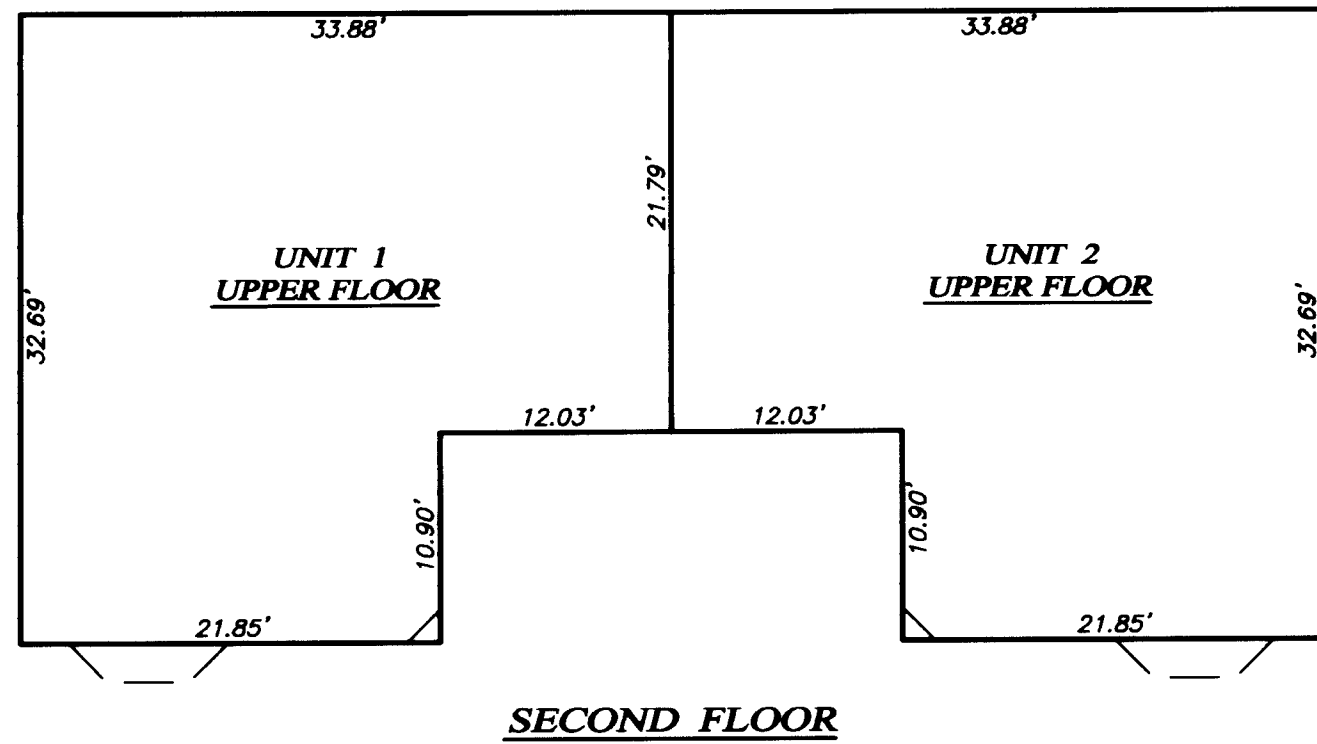 33.88'
33.88'
21.79'
UNIT 1
UPPER FLOOR
UNIT 2
UPPER FLOOR
32.69'
32.69'
12.03'
12.03'
10.90'
10.90'
21.85'
21.85'
SECOND FLOOR